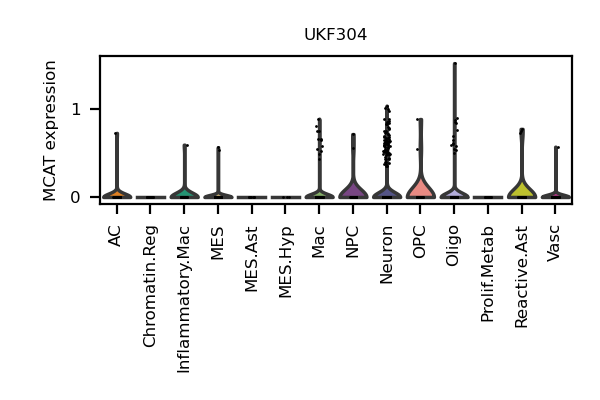 UKF304
MCAT expression
1
0
AC
Chromatin.Reg
Inflammatory.Mac
MES
MES.Ast
MES.Hyp
Mac
NPC
Neuron
OPC
Oligo
Prolif.Metab
Reactive.Ast
Vasc